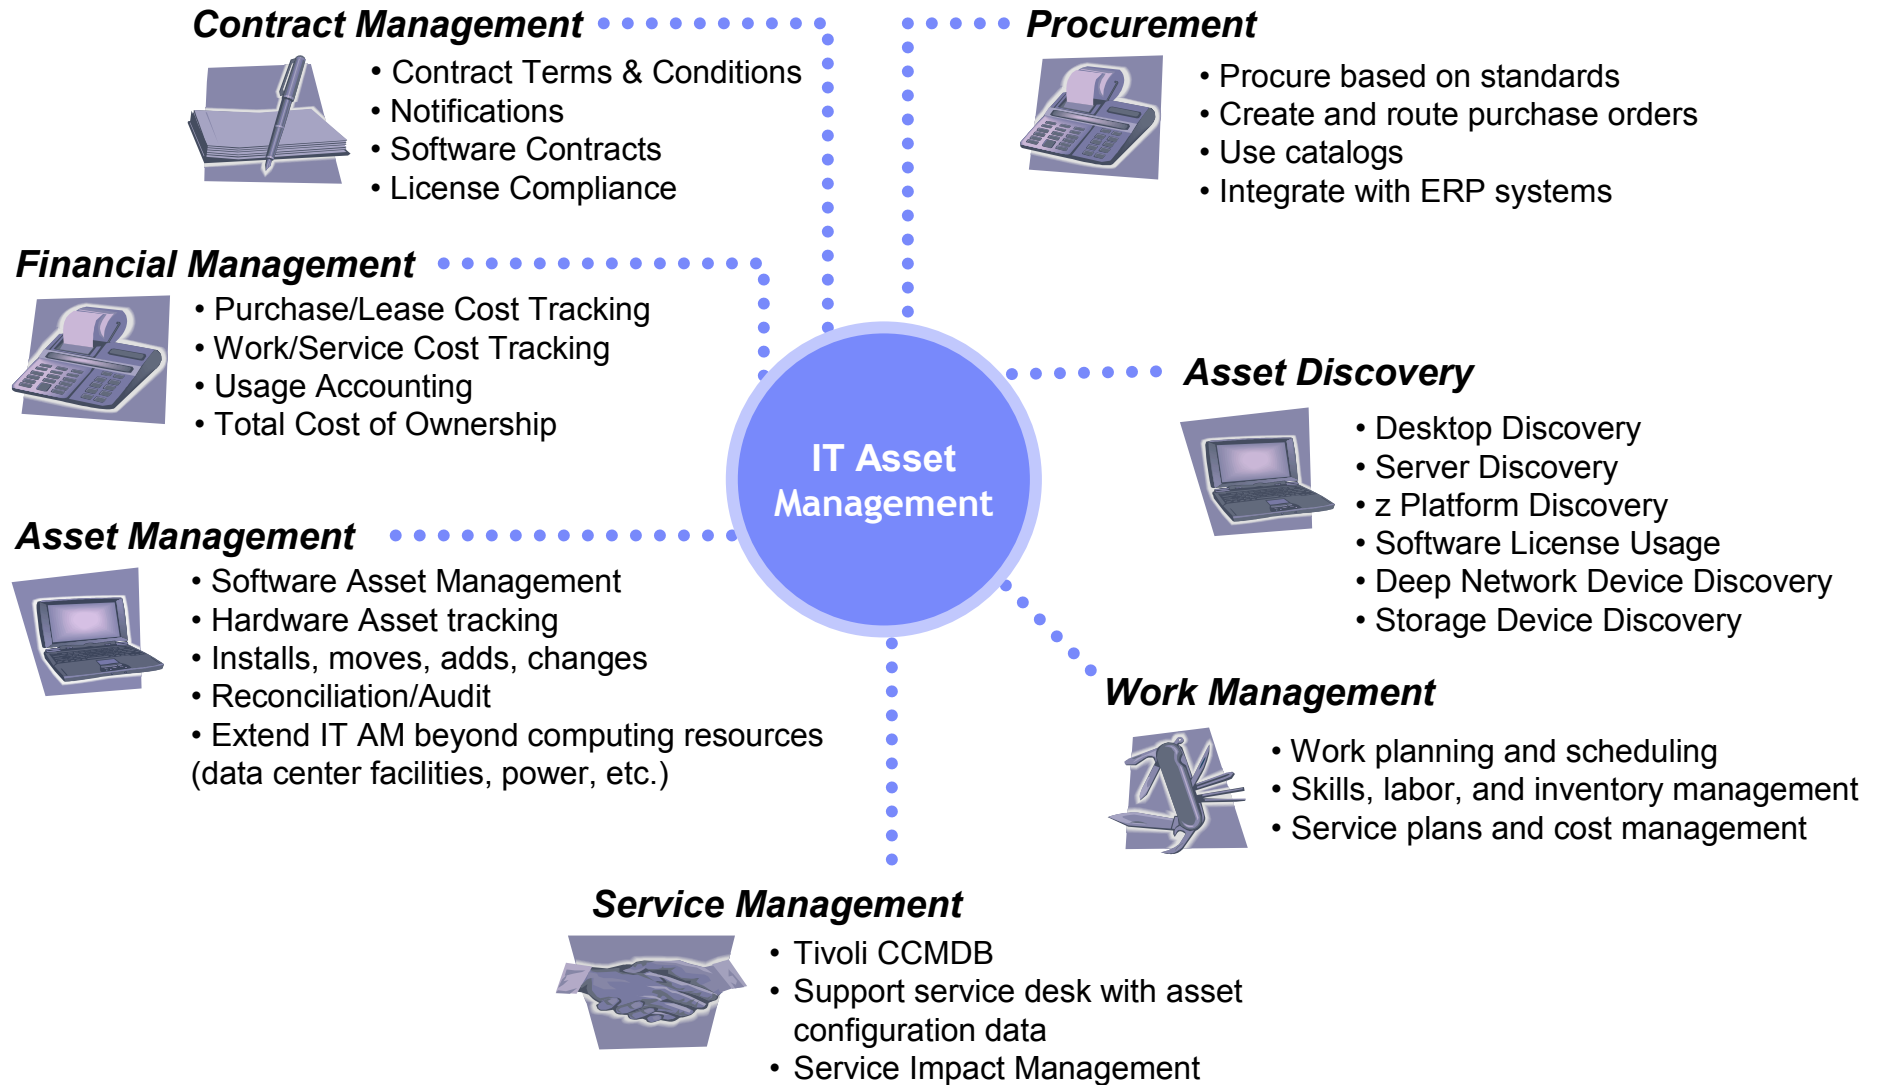 Contract Management
• Contract Terms & Conditions
• Notifications
• Software Contracts
• License Compliance
Procurement
• Procure based on standards
• Create and route purchase orders
• Use catalogs
• Integrate with ERP systems
Financial Management
• Purchase/Lease Cost Tracking
• Work/Service Cost Tracking
• Usage Accounting
• Total Cost of Ownership
IT Asset
Management
Asset Discovery
• Desktop Discovery
• Server Discovery
• z Platform Discovery
• Software License Usage
• Deep Network Device Discovery
• Storage Device Discovery
Asset Management
• Software Asset Management
• Hardware Asset tracking
• Installs, moves, adds, changes
• Reconciliation/Audit
• Extend IT AM beyond computing resources
(data center facilities, power, etc.)
Work Management
• Work planning and scheduling
• Skills, labor, and inventory management
• Service plans and cost management
Service Management
• Tivoli CCMDB
• Support service desk with asset
configuration data
• Service Impact Management